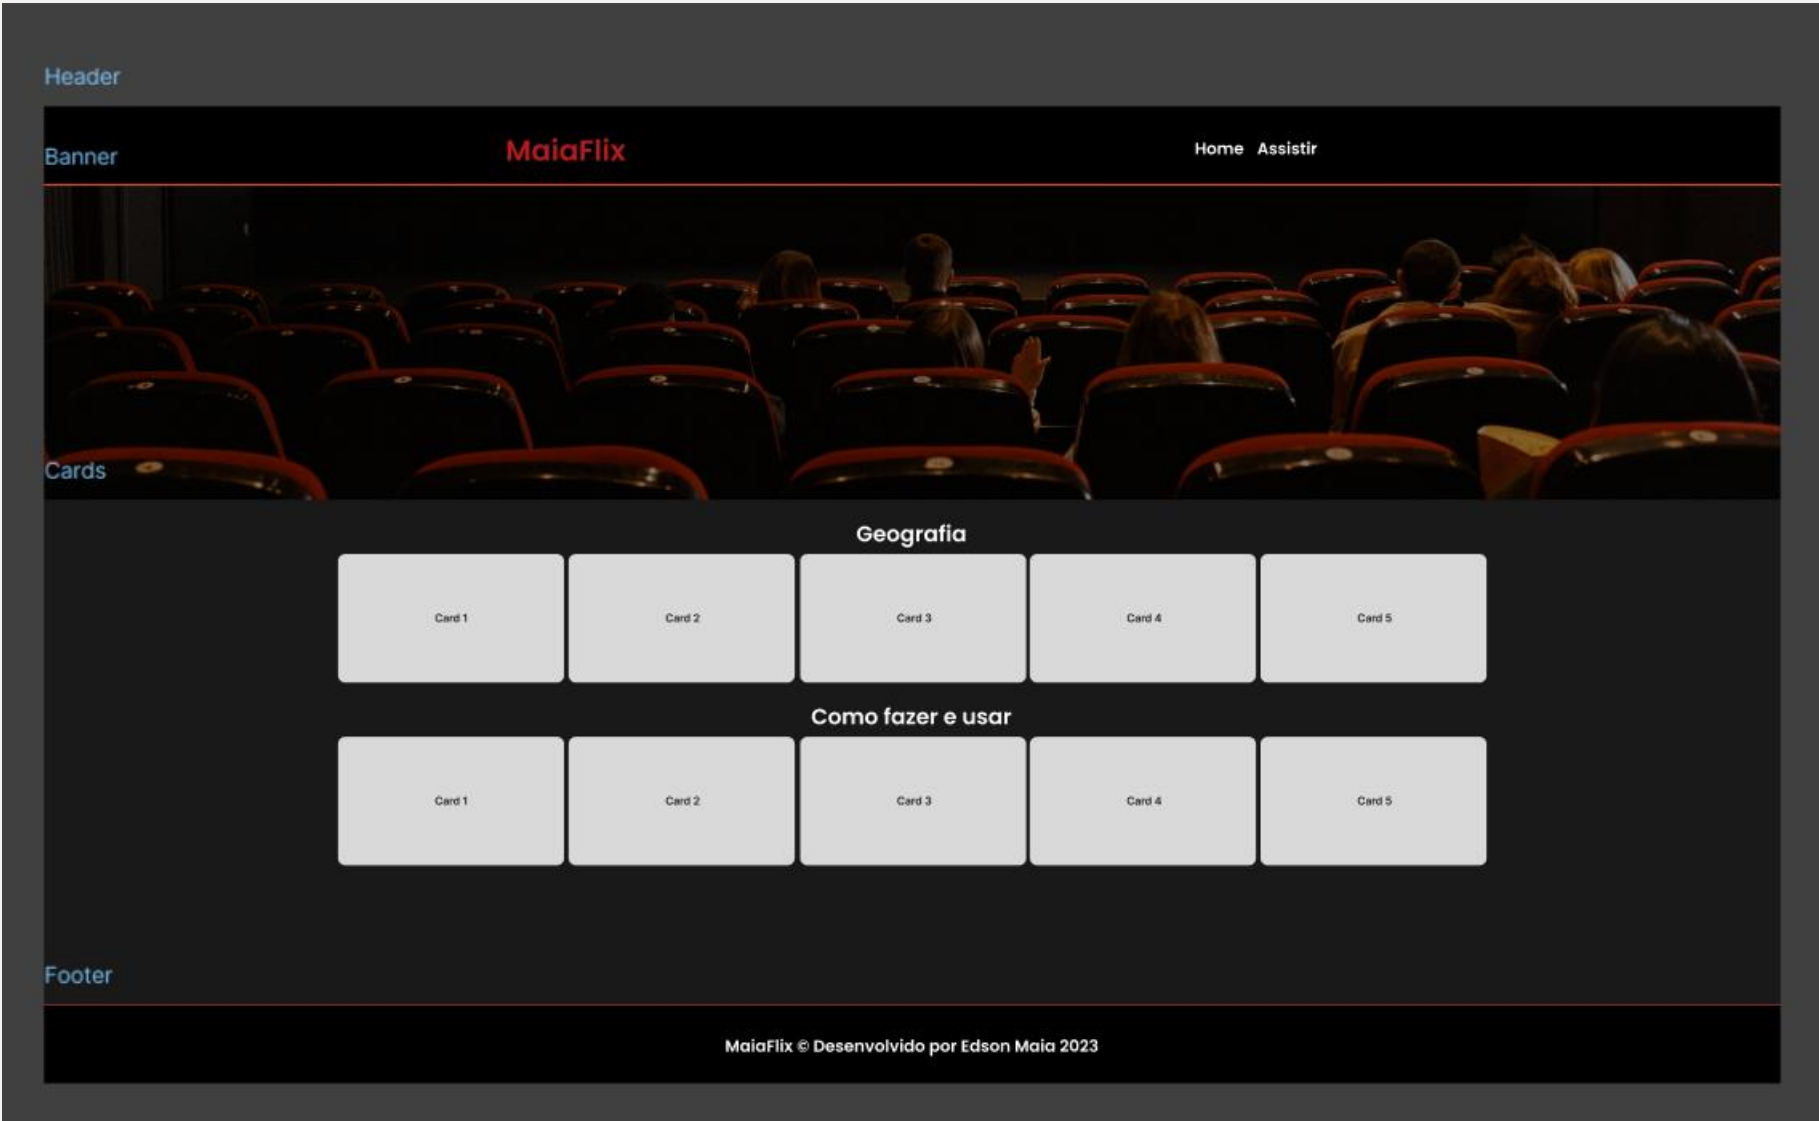 Header
Banner
MaiaFlix
Home Assistir
Cards
Geografia
Card 1
Card 2
Card 3
Card 4
Card 5
Como fazer e usar
Card 1
Card 2
Card 3
Card 4
Card 5
Footer
MaiaFlix © Desenvolvido por Edson Maia 2023